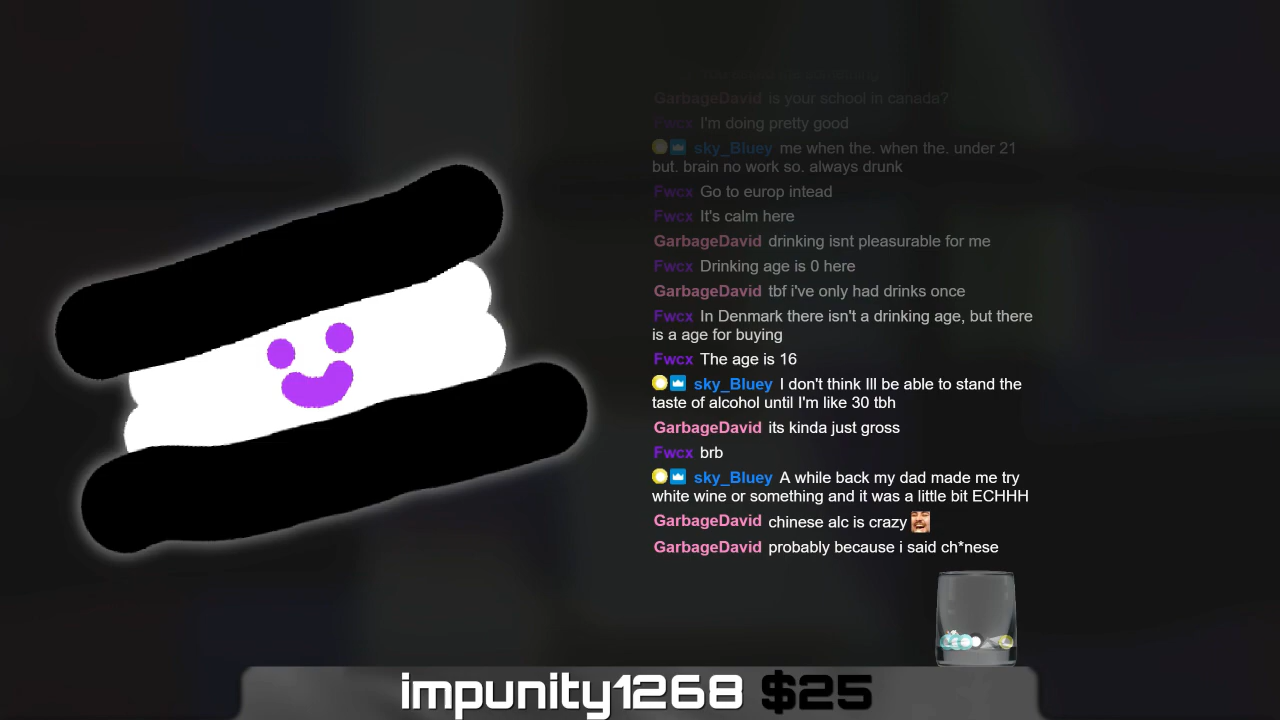 GarbageDavid is your school in canada?
Fwcx I'm doing pretty good
sky_Bluey me when the. when the. under 21
but. brain no work so. always drunk
Fwcx Go to europ intead
Fwcx It's calm here
GarbageDavid drinking isnt pleasurable for me
Fwcx Drinking age is 0 here
GarbageDavid tbf i've only had drinks once
Fwcx In Denmark there isn't a drinking age, but there
is a age for buying
Fwcx The age is 16
sky_Bluey I don't think Ill be able to stand the
taste of alcohol until I'm like 30 tbh
GarbageDavid its kinda just gross
Fwcx brb
sky_Bluey A while back my dad made me try
white wine or something and it was a little bit ECHHH
GarbageDavid chinese alc is crazy
GarbageDavid probably because i said ch*nese
impunity1268 $25